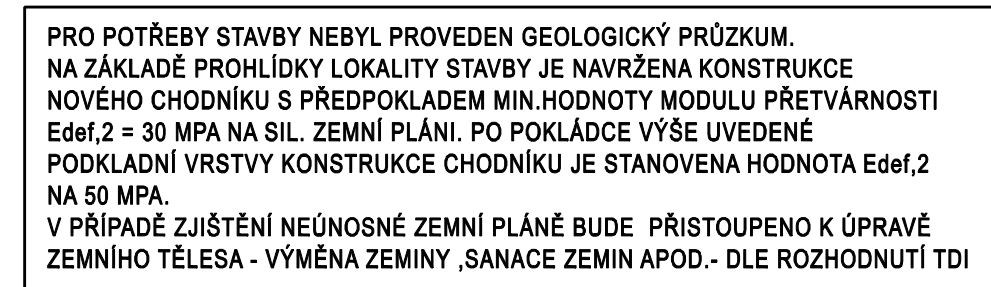 PRO POTŘEBY STAVBY NEBYL PROVEDEN GEOLOGICKÝ PRŮZKUM.
NA ZÁKLADĚ PROHLÍDKY LOKALITY STAVBY JE NAVRŽENA KONSTRUKCE
NOVÉHO CHODNÍKU S PŘEDPOKLADEM MIN.HODNOTY MODULU PŘETVÁRNOSTI
Edef,2 = 30 MPA NA SIL. ZEMNÍ PLÁNI. PO POKLÁDCE VÝŠE UVEDENÉ
PODKLADNÍ VRSTVY KONSTRUKCE CHODNÍKU JE STANOVENA HODNOTA Edef,2
NA 50 MPA.
V PŘÍPADĚ ZJIŠTĚNÍ NEÚNOSNÉ ZEMNÍ PLÁNĚ BUDE  PŘISTOUPENO K ÚPRAVĚ
ZEMNÍHO TĚLESA - VÝMĚNA ZEMINY ,SANACE ZEMIN APOD.- DLE ROZHODNUTÍ TDI